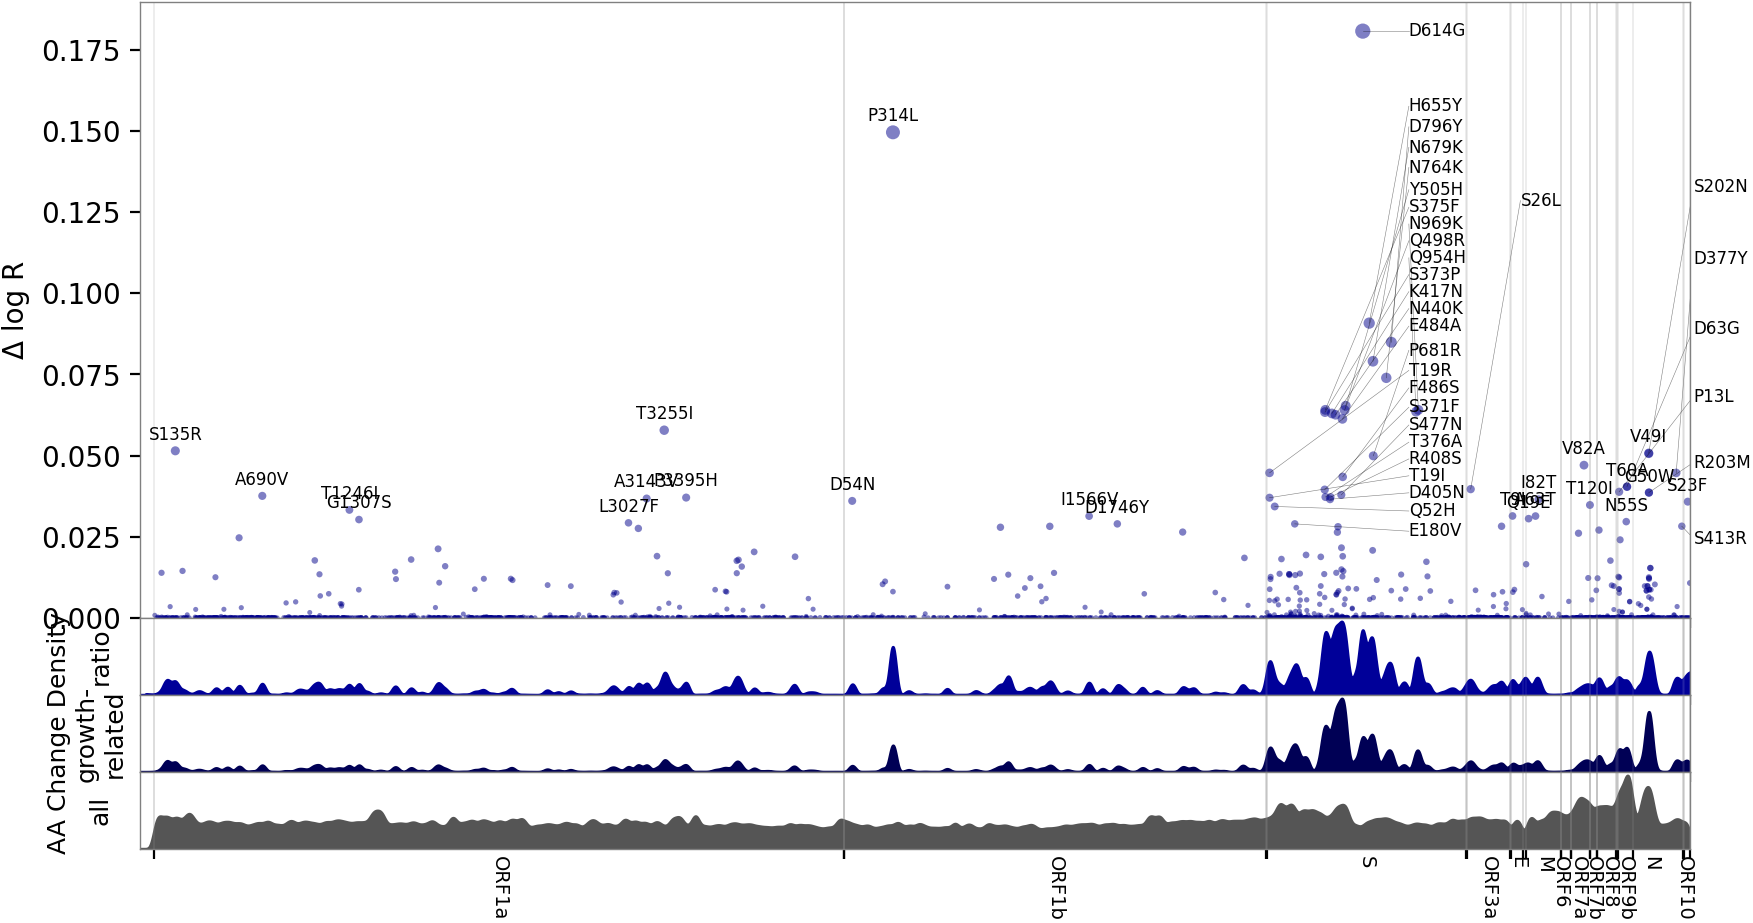 0.175
0.150
0.125
0.100
0.075
0.050
0.025
0.000
Δ log R
D614G
P314L
H655Y
D796Y
N679K
N764K
Y505H
S375F
N969K
Q498R
Q954H
S373P
K417N
N440K
E484A
P681R
T19R
F486S
S371F
S477N
T376A
R408S
T19I
D405N
Q52H
E180V
S26L
S202N
D377Y
D63G
P13L
R203M
S413R
S135R
A690V
T1246I
G1307S
T3255I
A3143V
P3395H
L3027F
D54N
I1566V
D1746Y
I82T
Q19E
V82A
T120I
T60A
N55S
V49I
G50W
S23F
AA Change Density
ratio
growth-
related
all
ORF1a
ORF1b
S
ORF3a
E
M
ORF6
ORF7a
ORF7b
ORF8
ORF9b
N
ORF10